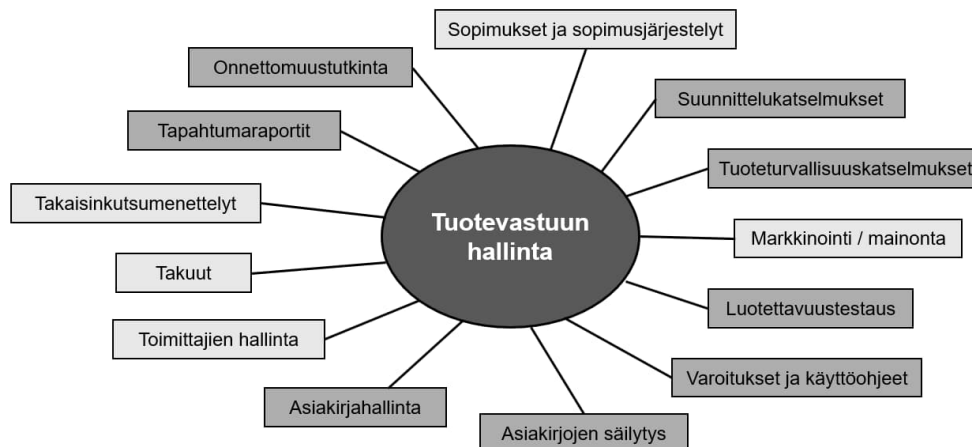 Sopimukset ja sopimusjärjestelyt
Onnettomuustutkinta
Suunnittelukatselmukset
Tapahtumaraportit
Tuoteturvallisuuskatselmukset
Takaisinkutsumenettelyt
Tuotevastuun
hallinta
Markkinointi / mainonta
Takuut
Luotettavuustestaus
Toimittajien hallinta
Varoitukset ja käyttöohjeet
Asiakirjahallinta
Asiakirjojen säilytys